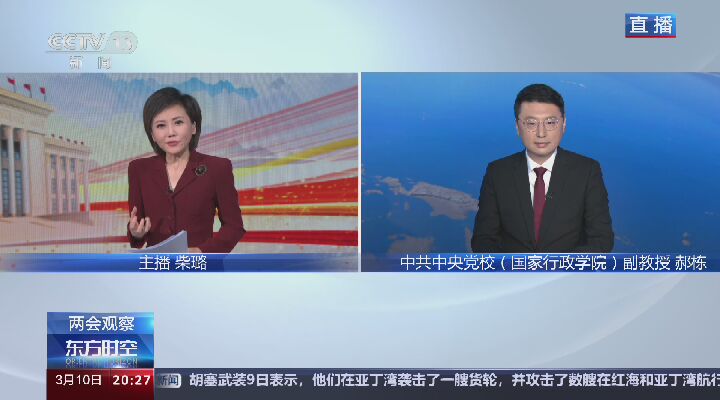 CCTV 13
新闻
直播
主播 柴璐
中共中央党校（国家行政学院）副教授 郝栋
两会观察
东方时空
3月10日 20:27
新闻 胡塞武装9日表示，他们在亚丁湾袭击了一艘货轮，并攻击了数艘在红海和亚丁湾航行